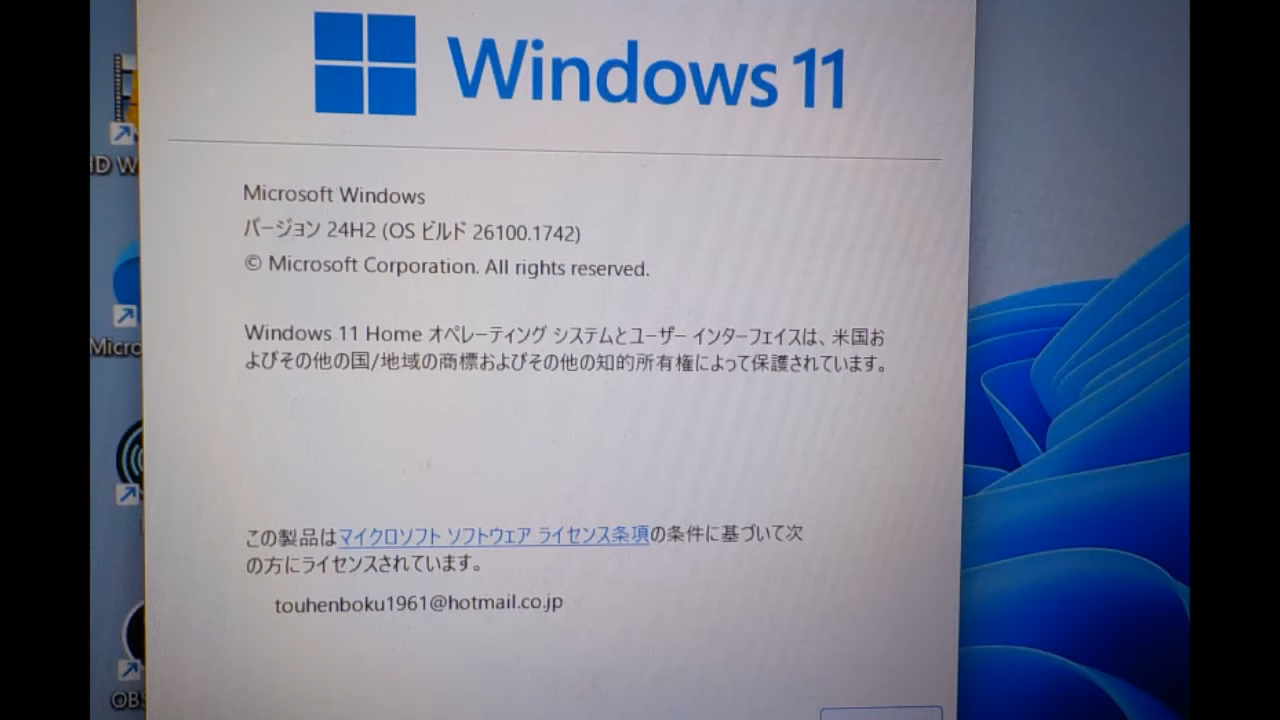 Windows 11
Microsoft Windows
バージョン 24H2 (OS ビルド 26100.1742)
© Microsoft Corporation. All rights reserved.
Windows 11 Home オペレーティング システムとユーザー インターフェイスは、米国お
よびその他の国/地域の商標およびその他の知的所有権によって保護されています。
この製品はマイクロソフト ソフトウェア ライセンス条項の条件に基づいて次
の方にライセンスされています。
touhenboku1961@hotmail.co.jp